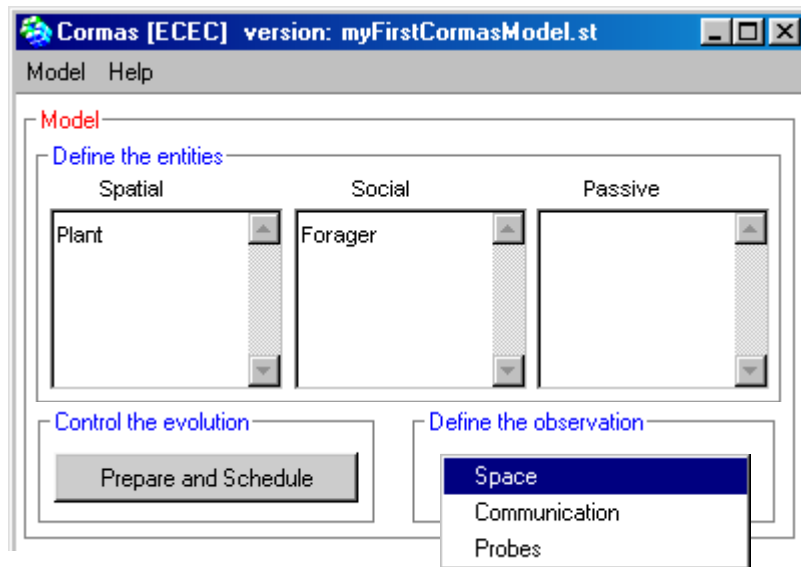 Cormas [ECEC] version: myFirstCormasModel.st
Model Help
Model
Define the entities
Spatial Social Passive
Plant Forager
Control the evolution Define the observation
Prepare and Schedule Space
Communication
Probes